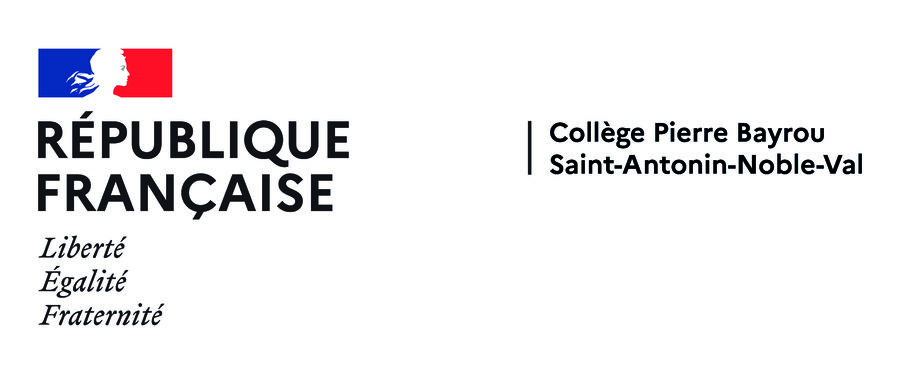 RÉPUBLIQUE
FRANÇAISE
Liberté
Égalité
Fraternité
Collège Pierre Bayrou
Saint-Antonin-Noble-Val